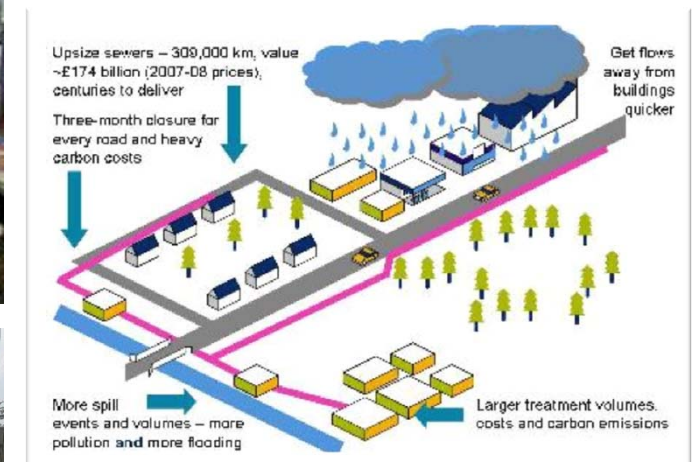 Upsize sewers – 309,000 km, value
~£174 billion (2007-08 prices),
centuries to deliver
Three-month closure for
every road and heavy
carbon costs
Get flows
away from
buildings
quicker
More spill
events and volumes – more
pollution and more flooding
Larger treatment volumes,
costs and carbon emissions